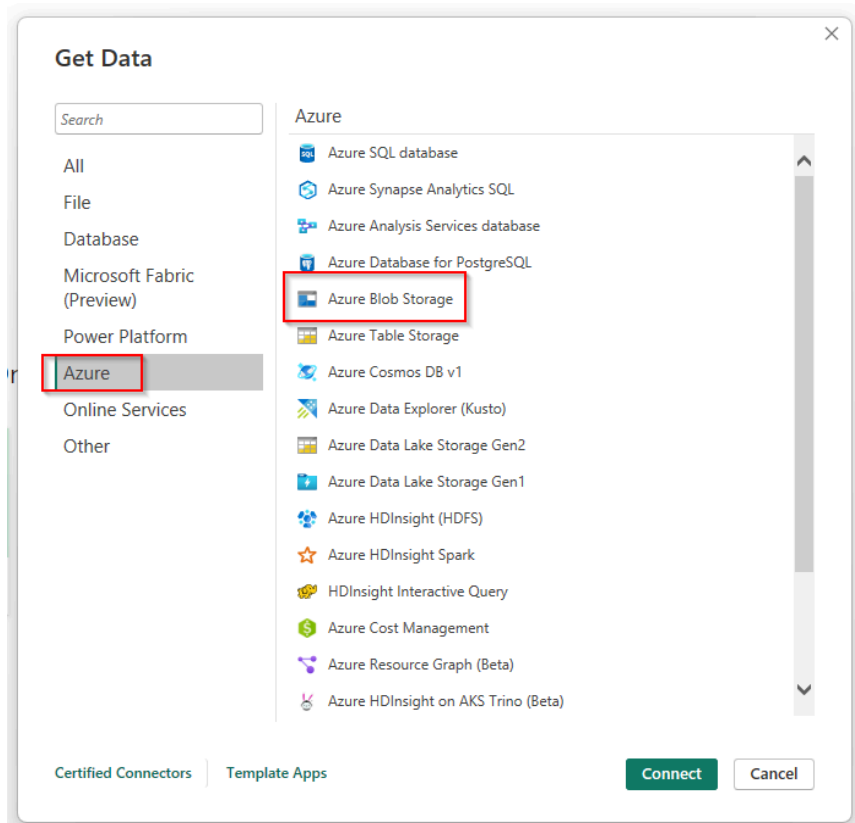 Get Data
Search
All
File
Database
Microsoft Fabric
(Preview)
Power Platform
Azure
Online Services
Other
Azure
Azure SQL database
Azure Synapse Analytics SQL
Azure Analysis Services database
Azure Database for PostgreSQL
Azure Blob Storage
Azure Table Storage
Azure Cosmos DB v1
Azure Data Explorer (Kusto)
Azure Data Lake Storage Gen2
Azure Data Lake Storage Gen1
Azure HDInsight (HDFS)
Azure HDInsight Spark
HDInsight Interactive Query
Azure Cost Management
Azure Resource Graph (Beta)
Azure HDInsight on AKS Trino (Beta)
Certified Connectors
Template Apps
Connect
Cancel